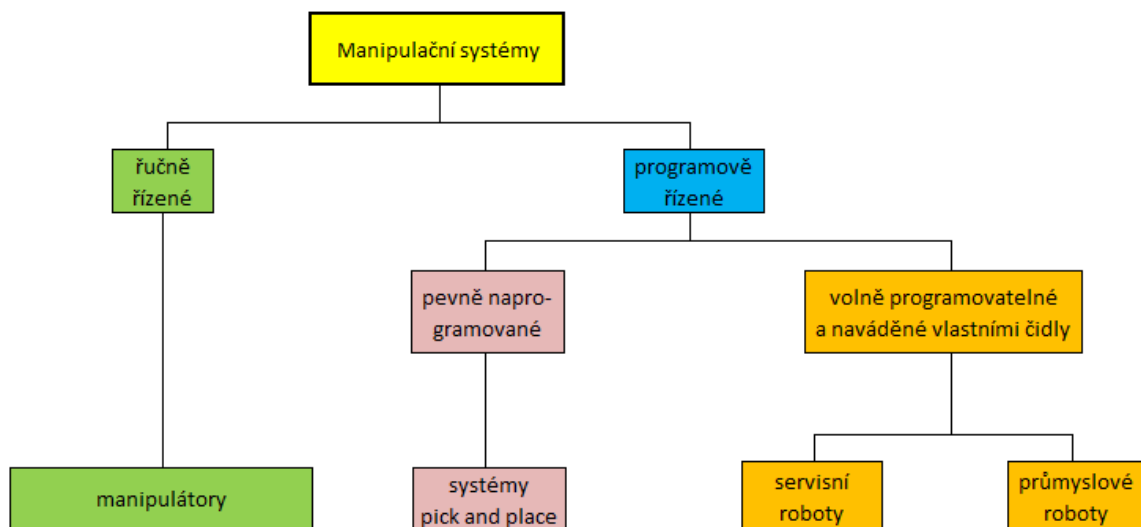 Manipulační systémy
řučně
řízené
programově
řízené
pevně napro-
gramované
volně programovatelné
a naváděné vlastními čidly
manipulátory
systémy
pick and place
servisní
roboty
průmyslové
roboty